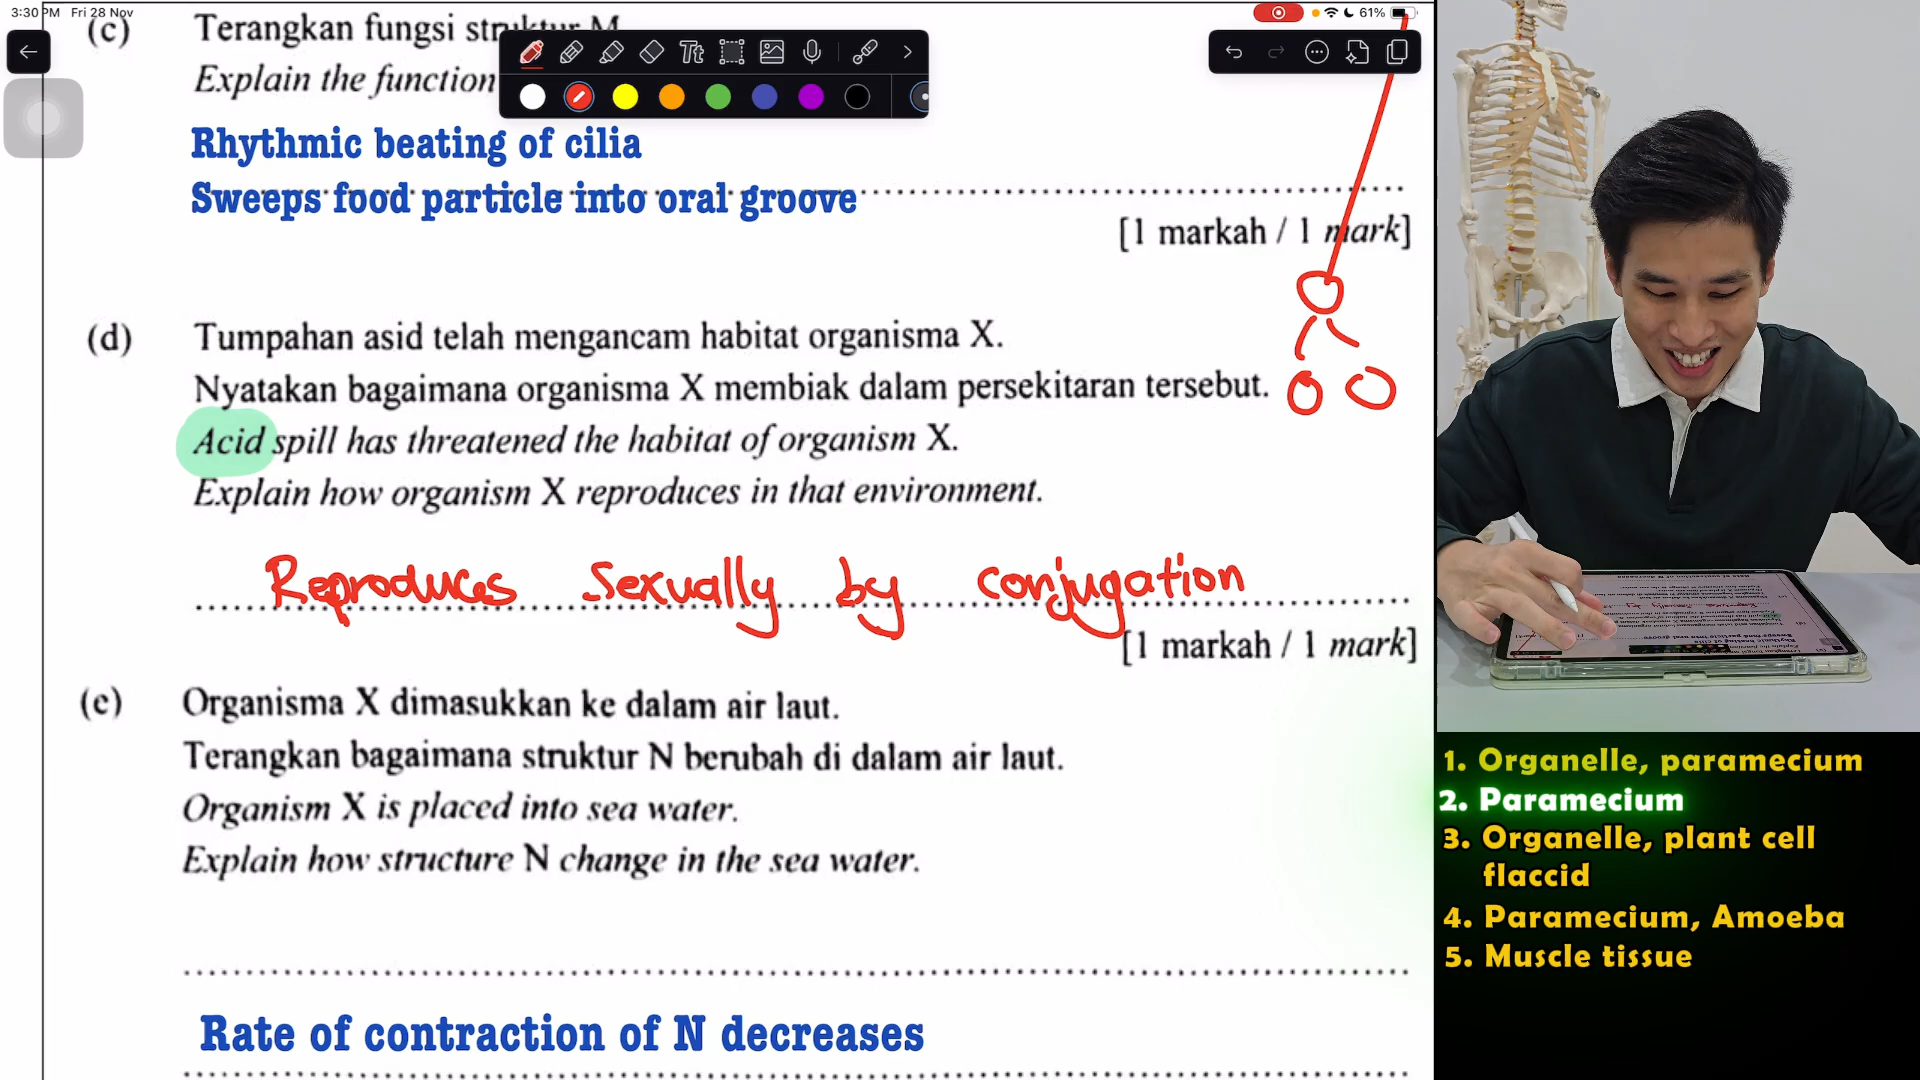 3:30 PM Fri 28 Nov
61%
(c) Terangkan fungsi struktur M
Explain the function
Tt
Rhythmic beating of cilia
Sweeps food particle into oral groove
[1 markah / 1 mark]
(d) Tumpahan asid telah mengancam habitat organisma X.
Nyatakan bagaimana organisma X membiak dalam persekitaran tersebut.
Acid spill has threatened the habitat of organism X.
Explain how organism X reproduces in that environment.
Reproduces sexually by conjugation
[1 markah / 1 mark]
(e) Organisma X dimasukkan ke dalam air laut.
Terangkan bagaimana struktur N berubah di dalam air laut.
Organism X is placed into sea water.
Explain how structure N change in the sea water.
Rate of contraction of N decreases
1. Organelle, paramecium
2. Paramecium
3. Organelle, plant cell
flaccid
4. Paramecium, Amoeba
5. Muscle tissue